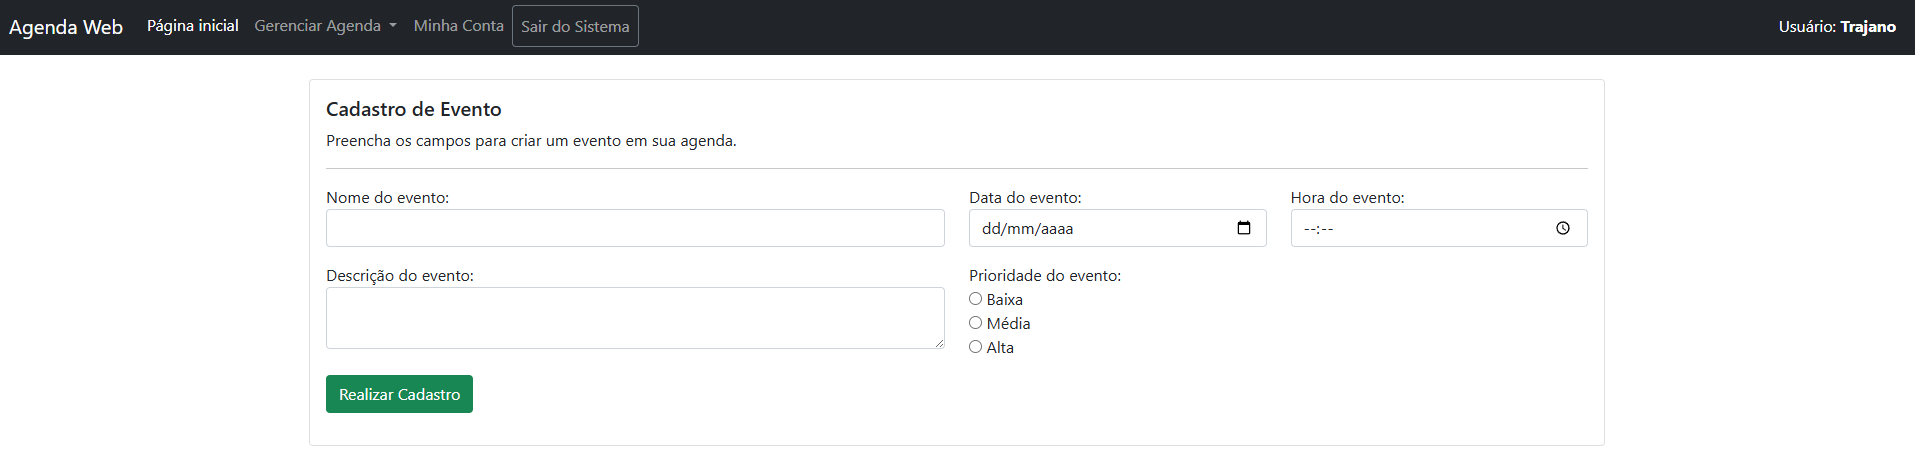 Agenda Web Página inicial Gerenciar Agenda Minha Conta Sair do Sistema Usuário: Trajano
Cadastro de Evento
Preencha os campos para criar um evento em sua agenda.
Nome do evento: Data do evento: Hora do evento:
dd/mm/aaaa --:--
Descrição do evento: Prioridade do evento:
Baixa
Média
Alta
Realizar Cadastro